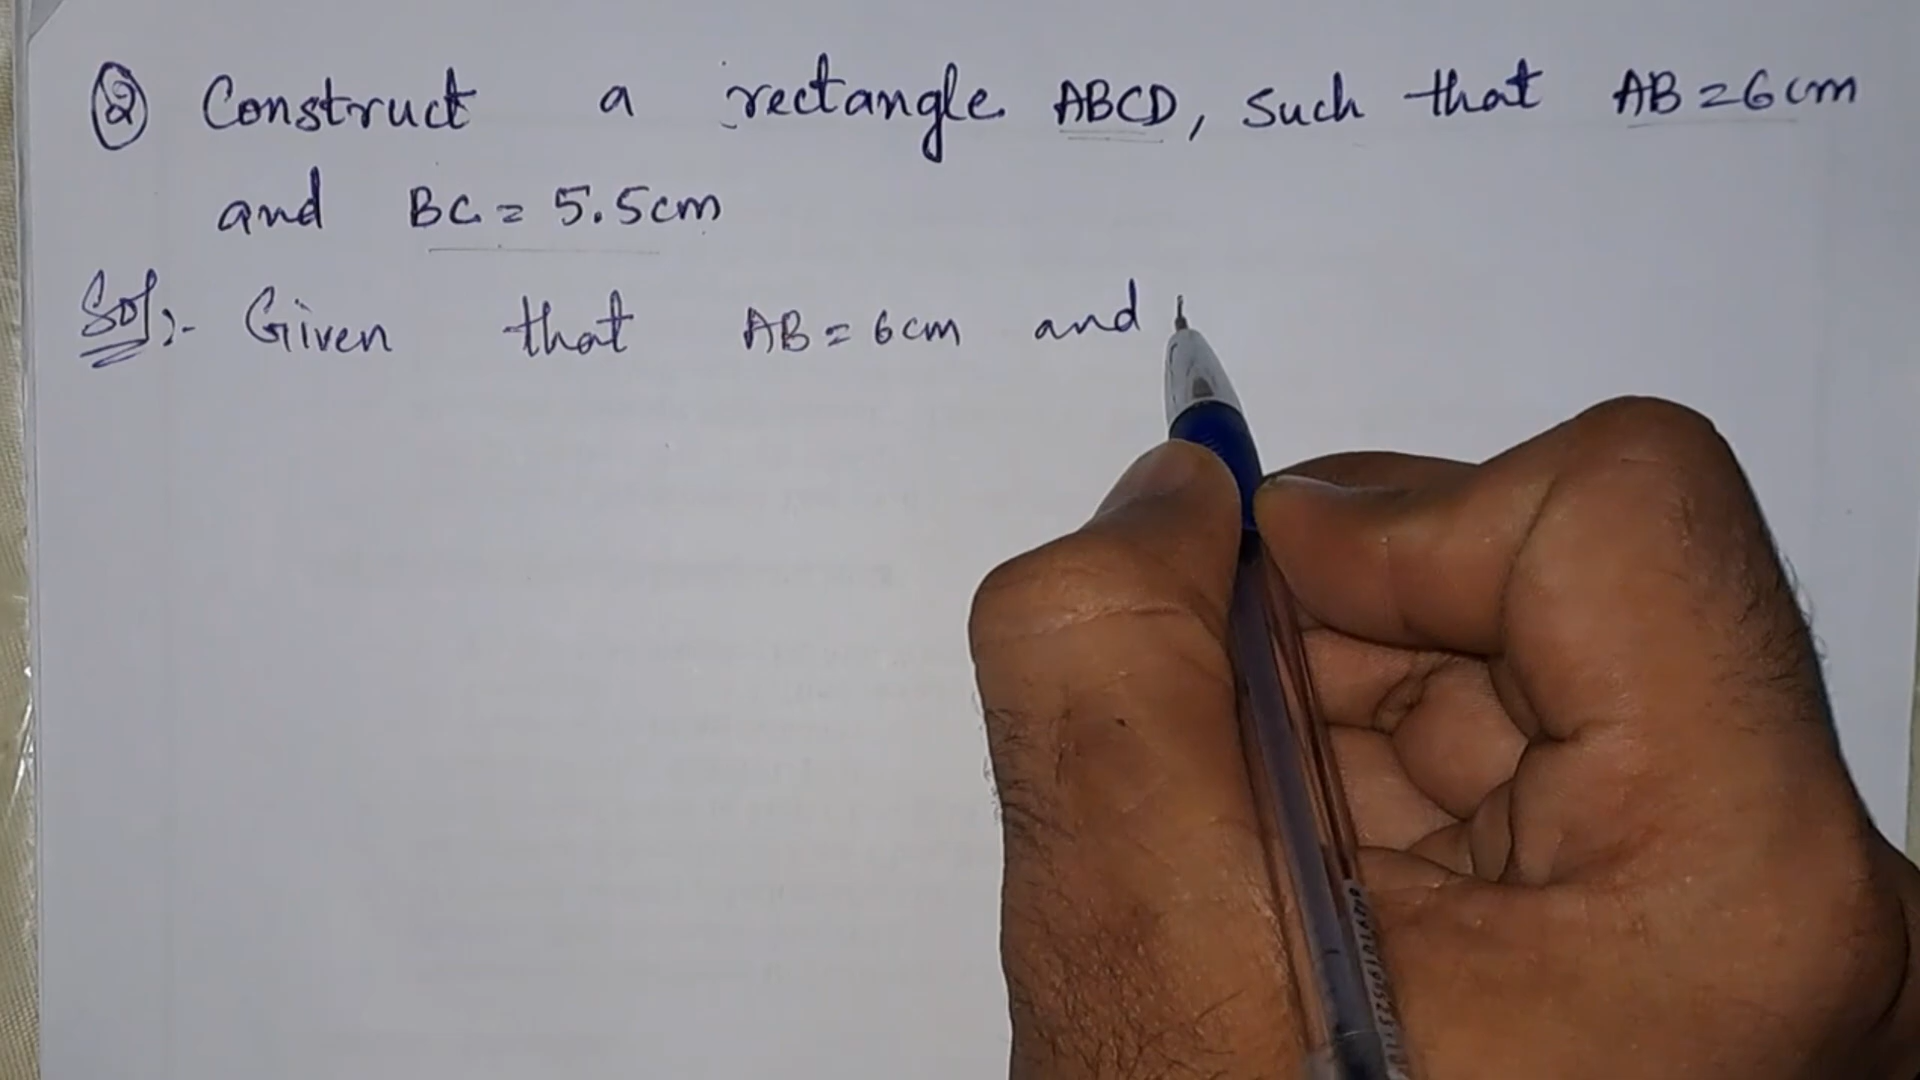 ② Construct a rectangle ABCD, such that AB = 6cm
and BC = 5.5cm
Sol:- Given that AB = 6cm and